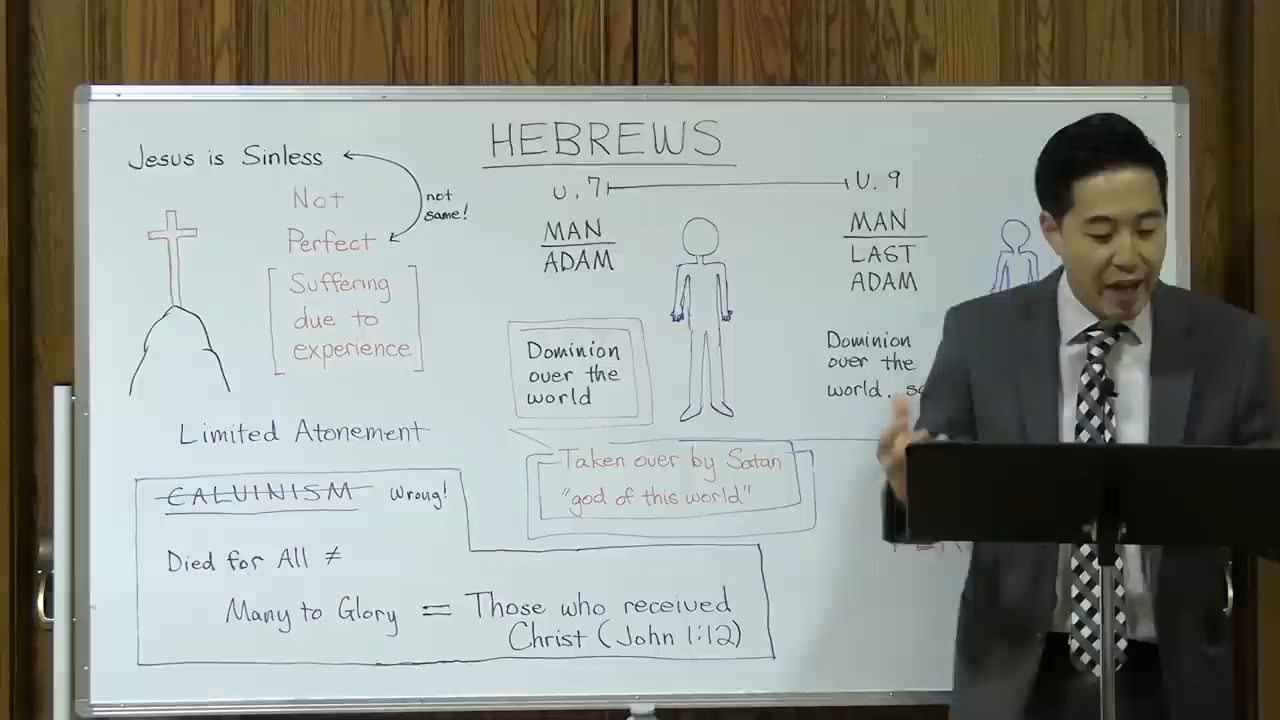 HEBREWS
Jesus is Sinless
Not
Perfect
not
same!
Suffering
due to
experience
Limited Atonement
CALVINISM Wrong!
Died for All ≠
Many to Glory = Those who received
Christ (John 1:12)
v. 7
MAN
ADAM
Dominion
over the
world
Taken over by Satan
"god of this world"
v. 9
MAN
LAST
ADAM
Dominion
over the
world.